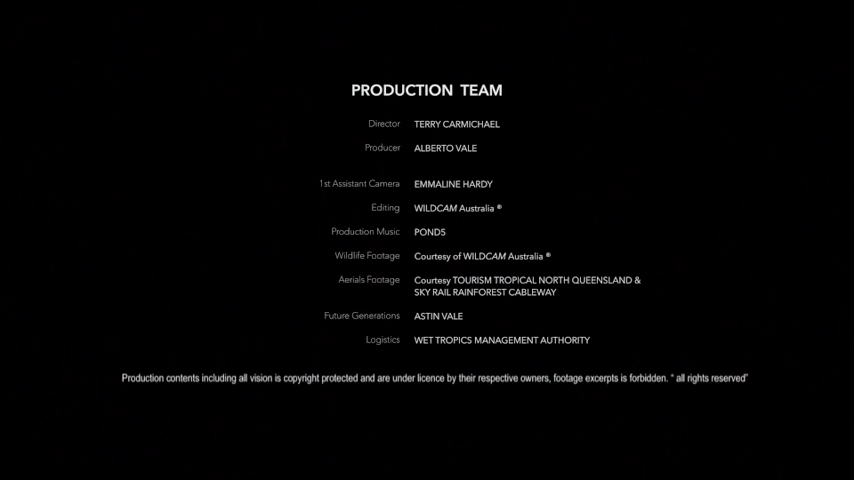 PRODUCTION TEAM
Director TERRY CARMICHAEL
Producer ALBERTO VALE
1st Assistant Camera EMMALINE HARDY
Editing WILDCAM Australia ®
Production Music POND5
Wildlife Footage Courtesy of WILDCAM Australia ®
Aerials Footage Courtesy TOURISM TROPICAL NORTH QUEENSLAND &
SKY RAIL RAINFOREST CABLEWAY
Future Generations ASTIN VALE
Logistics WET TROPICS MANAGEMENT AUTHORITY
Production contents including all vision is copyright protected and are under licence by their respective owners, footage excerpts is forbidden. “ all rights reserved”